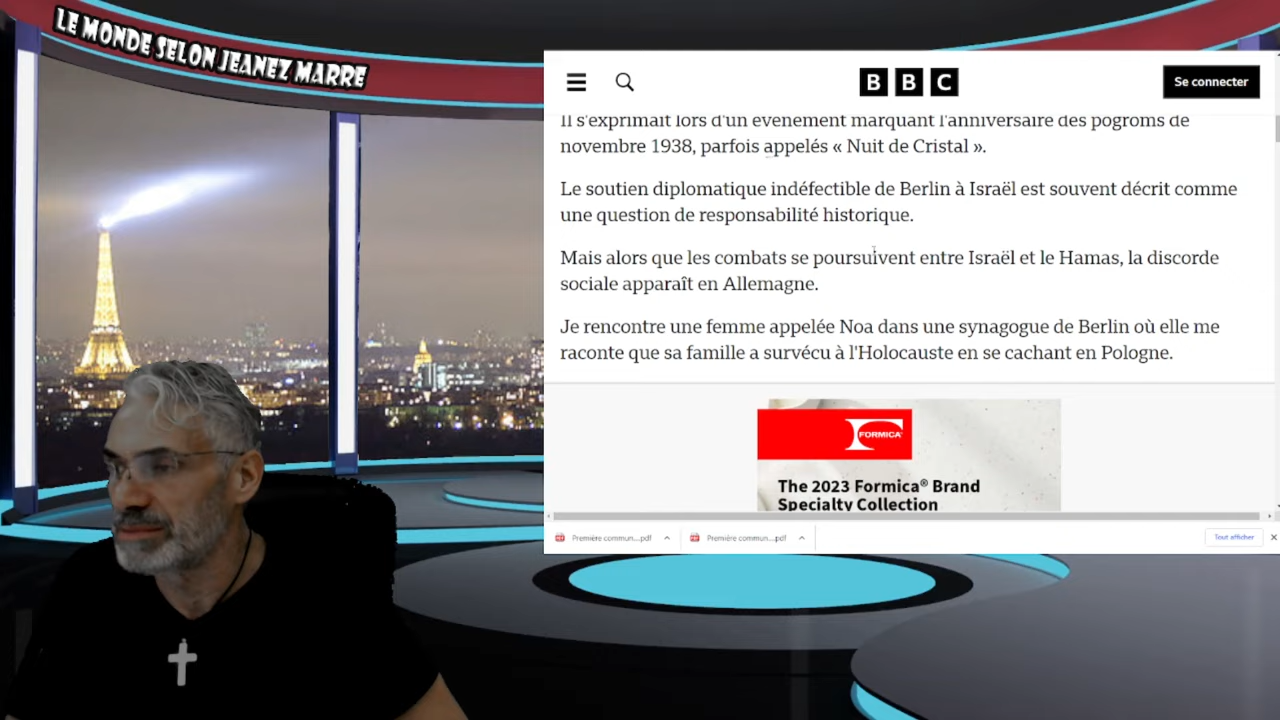 LE MONDE SELON JEANEZ MARRE
BBC
Se connecter
Il s'exprimait lors d'un événement marquant l'anniversaire des pogroms de
novembre 1938, parfois appelés « Nuit de Cristal ».
Le soutien diplomatique indéfectible de Berlin à Israël est souvent décrit comme
une question de responsabilité historique.
Mais alors que les combats se poursuivent entre Israël et le Hamas, la discorde
sociale apparaît en Allemagne.
Je rencontre une femme appelée Noa dans une synagogue de Berlin où elle me
raconte que sa famille a survécu à l'Holocauste en se cachant en Pologne.
FORMICA®
The 2023 Formica® Brand
Specialty Collection
Première commun....pdf
Première commun....pdf
Tout afficher